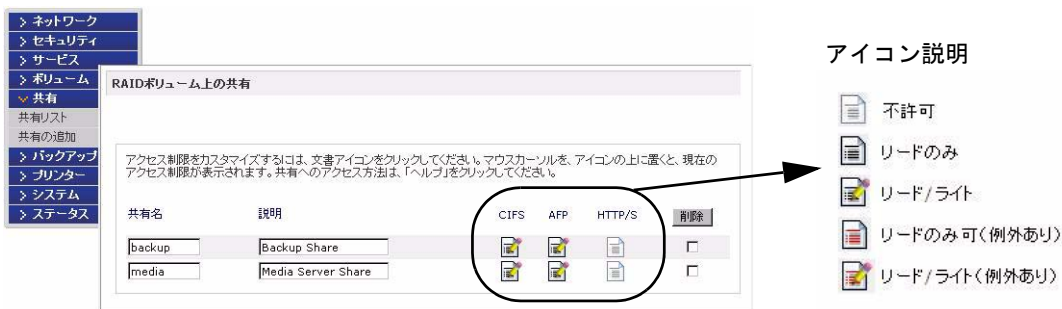 > ネットワーク
> セキュリティ
> サービス
> ボリューム
共有
共有リスト
共有の追加
> バックアップ
> プリンター
> システム
> ステータス
RAIDボリューム上の共有
アクセス制限をカスタマイズするには、文書アイコンをクリックしてください。マウスカーソルを、アイコンの上に置くと、現在の
アクセス制限が表示されます。共有へのアクセス方法は、「ヘルプ」をクリックしてください。
共有名 説明 CIFS AFP HTTP/S 削除
backup Backup Share
media Media Server Share
アイコン説明
不許可
リードのみ
リード/ライト
リードのみ可(例外あり)
リード/ライト(例外あり)